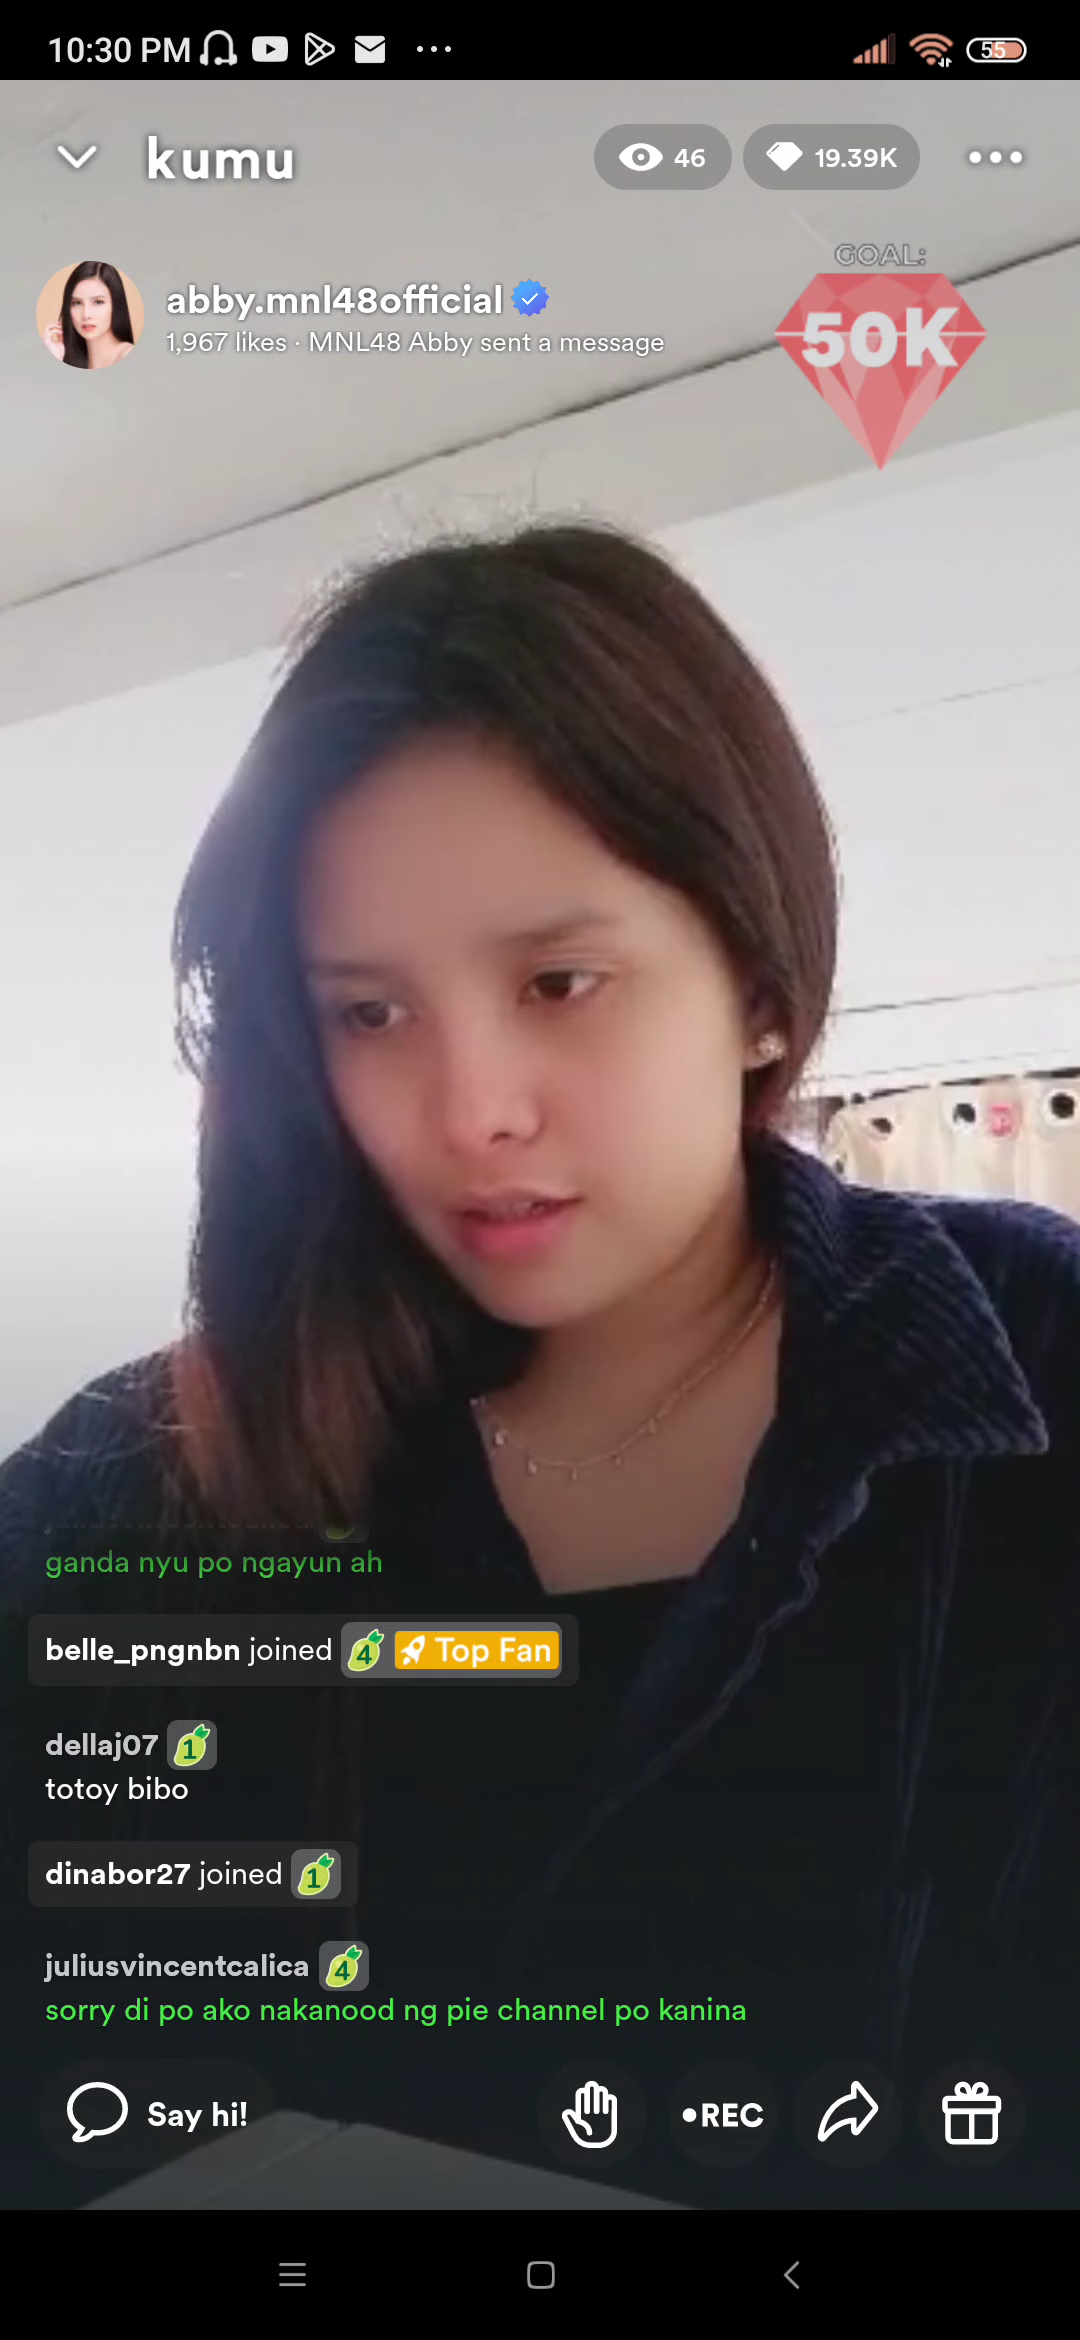 10:30 PM
55
kumu
46
19.39K
GOAL:
50K
abby.mnl48official
1,967 likes · MNL48 Abby sent a message
ganda nyu po ngayun ah
belle_pngnbn joined 4 Top Fan
dellaj07 1
totoy bibo
dinabor27 joined 1
juliusvincentcalica 4
sorry di po ako nakanood ng pie channel po kanina
Say hi!
•REC